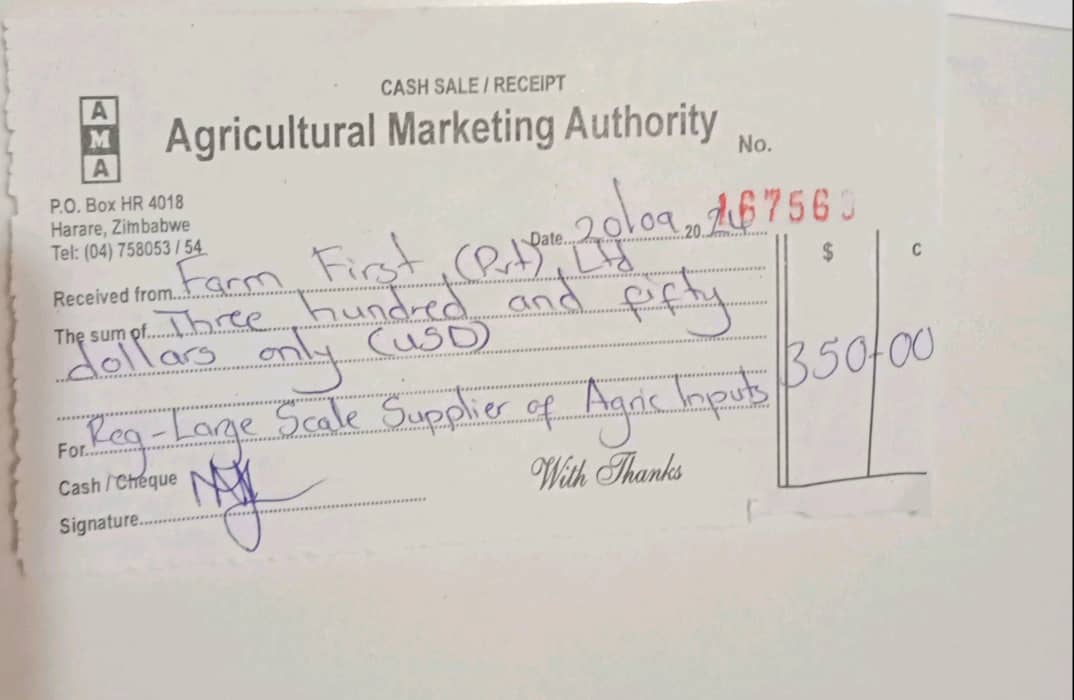 CASH SALE / RECEIPT
A
M
A
Agricultural Marketing Authority
No.
P.O. Box HR 4018
Harare, Zimbabwe
Tel: (04) 758053 / 54
Date 20/09 2024
$ C
Received from Farm First (Pvt) Ltd
The sum of Three hundred and fifty
dollars only (USD)
350-00
For Reg-Large Scale Supplier of Agric Inputs
Cash / Cheque
With Thanks
Signature